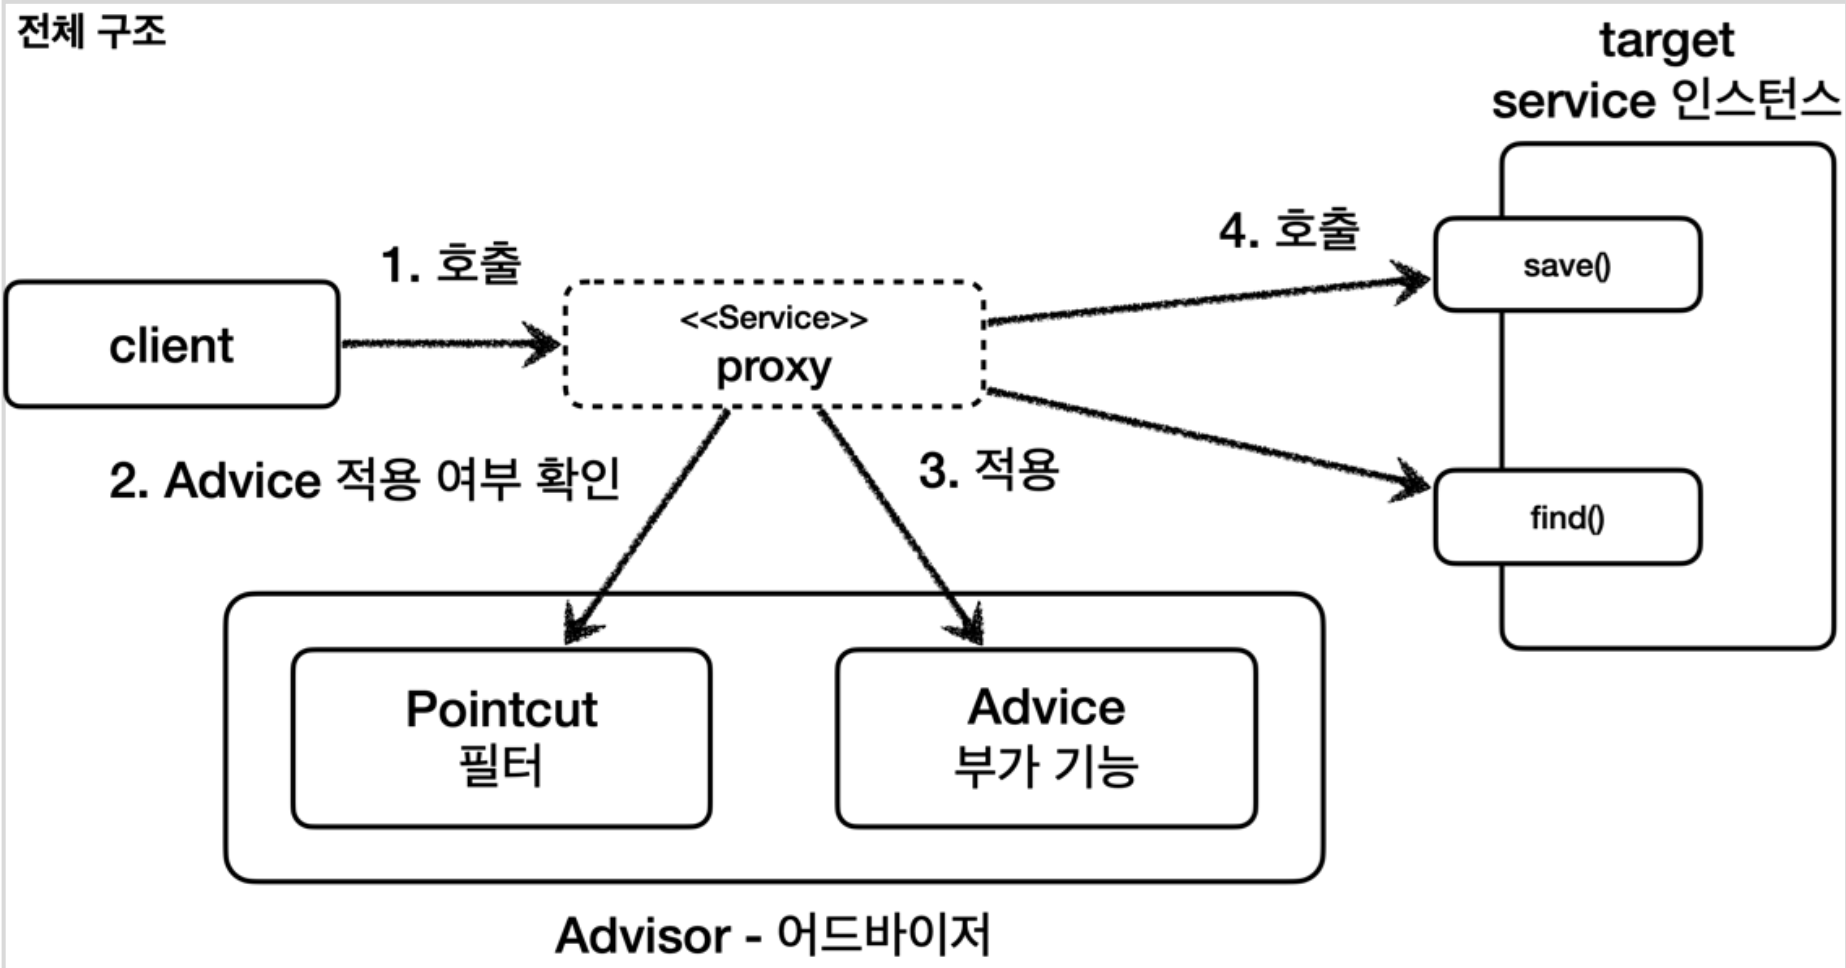 전체 구조
target
service 인스턴스
1. 호출
4. 호출
client
<<Service>>
proxy
save()
2. Advice 적용 여부 확인
3. 적용
find()
Pointcut
필터
Advice
부가 기능
Advisor - 어드바이저